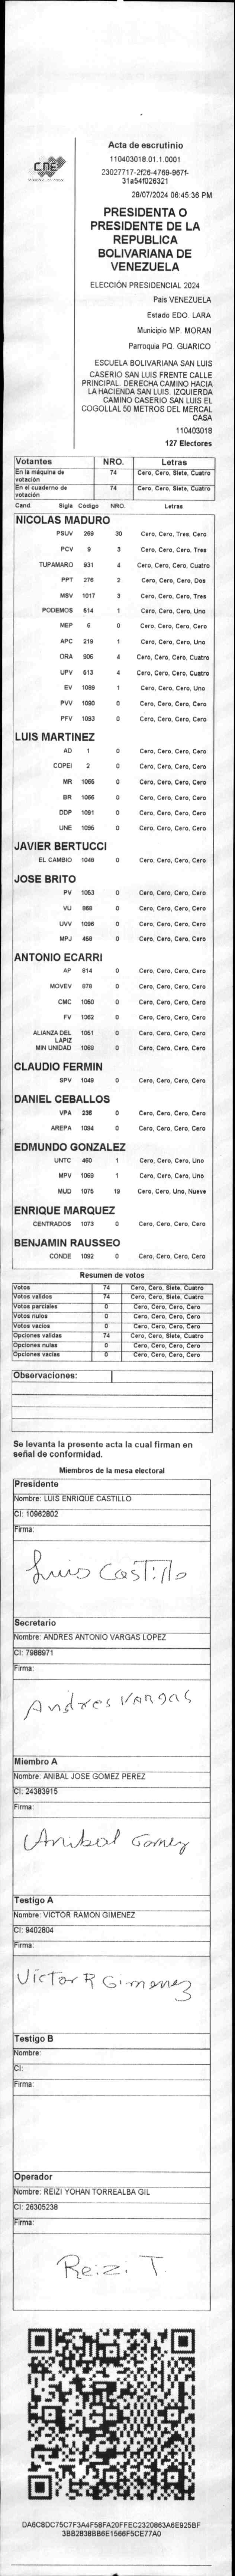 CNE
Acta de escrutinio
110403018.01.1.0001
23027717-2f26-4769-967f-
31a54f026321
28/07/2024 06:45:36 PM
PRESIDENTA O
PRESIDENTE DE LA
REPUBLICA
BOLIVARIANA DE
VENEZUELA
ELECCIÓN PRESIDENCIAL 2024
País VENEZUELA
Estado EDO. LARA
Municipio MP. MORAN
Parroquia PQ. GUARICO
ESCUELA BOLIVARIANA SAN LUIS
CASERIO SAN LUIS FRENTE CALLE
PRINCIPAL. DERECHA CAMINO HACIA
LA HACIENDA SAN LUIS. IZQUIERDA
CAMINO CASERIO SAN LUIS EL
COGOLLAL 50 METROS DEL MERCAL
CASA
110403018
127 Electores
Votantes NRO. Letras
En la máquina de votación 74 Cero, Cero, Siete, Cuatro
En el cuaderno de votación 74 Cero, Cero, Siete, Cuatro
Cand. Sigla Código NRO. Letras
NICOLAS MADURO
PSUV 269 30 Cero, Cero, Tres, Cero
PCV 9 3 Cero, Cero, Cero, Tres
TUPAMARO 931 4 Cero, Cero, Cero, Cuatro
PPT 276 2 Cero, Cero, Cero, Dos
MSV 1017 3 Cero, Cero, Cero, Tres
PODEMOS 514 1 Cero, Cero, Cero, Uno
MEP 6 0 Cero, Cero, Cero, Cero
APC 219 1 Cero, Cero, Cero, Uno
ORA 906 4 Cero, Cero, Cero, Cuatro
UPV 513 4 Cero, Cero, Cero, Cuatro
EV 1089 1 Cero, Cero, Cero, Uno
PVV 1090 0 Cero, Cero, Cero, Cero
PFV 1093 0 Cero, Cero, Cero, Cero
LUIS MARTINEZ
AD 1 0 Cero, Cero, Cero, Cero
COPEI 2 0 Cero, Cero, Cero, Cero
MR 1055 0 Cero, Cero, Cero, Cero
BR 1066 0 Cero, Cero, Cero, Cero
DDP 1091 0 Cero, Cero, Cero, Cero
UNE 1095 0 Cero, Cero, Cero, Cero
JAVIER BERTUCCI
EL CAMBIO 1049 0 Cero, Cero, Cero, Cero
JOSE BRITO
PV 1053 0 Cero, Cero, Cero, Cero
VU 868 0 Cero, Cero, Cero, Cero
UVV 1096 0 Cero, Cero, Cero, Cero
MPJ 458 0 Cero, Cero, Cero, Cero
ANTONIO ECARRI
AP 814 0 Cero, Cero, Cero, Cero
MOVEV 978 0 Cero, Cero, Cero, Cero
CMC 1050 0 Cero, Cero, Cero, Cero
FV 1362 0 Cero, Cero, Cero, Cero
ALIANZA DEL LAPIZ 1051 0 Cero, Cero, Cero, Cero
MIN UNIDAD 1069 0 Cero, Cero, Cero, Cero
CLAUDIO FERMIN
SPV 1048 0 Cero, Cero, Cero, Cero
DANIEL CEBALLOS
VPA 236 0 Cero, Cero, Cero, Cero
AREPA 1094 0 Cero, Cero, Cero, Cero
EDMUNDO GONZALEZ
UNTC 460 1 Cero, Cero, Cero, Uno
MPV 1069 1 Cero, Cero, Cero, Uno
MUD 1075 19 Cero, Cero, Uno, Nueve
ENRIQUE MARQUEZ
CENTRADOS 1073 0 Cero, Cero, Cero, Cero
BENJAMIN RAUSSEO
CONDE 1092 0 Cero, Cero, Cero, Cero
Resumen de votos
Votos 74 Cero, Cero, Siete, Cuatro
Votos validos 74 Cero, Cero, Siete, Cuatro
Votos parciales 0 Cero, Cero, Cero, Cero
Votos nulos 0 Cero, Cero, Cero, Cero
Votos vacios 0 Cero, Cero, Cero, Cero
Opciones validas 74 Cero, Cero, Siete, Cuatro
Opciones nulas 0 Cero, Cero, Cero, Cero
Opciones vacias 0 Cero, Cero, Cero, Cero
Observaciones:
Se levanta la presente acta la cual firman en
señal de conformidad.
Miembros de la mesa electoral
Presidente
Nombre: LUIS ENRIQUE CASTILLO
CI: 10962802
Firma:
Luis Castillo
Secretario
Nombre: ANDRES ANTONIO VARGAS LOPEZ
CI: 7988971
Firma:
Andres Vargas
Miembro A
Nombre: ANIBAL JOSE GOMEZ PEREZ
CI: 24383915
Firma:
Anibal Gomez
Testigo A
Nombre: VICTOR RAMON GIMENEZ
CI: 9402804
Firma:
Victor R Gimenez
Testigo B
Nombre:
CI:
Firma:
Operador
Nombre: REIZI YOHAN TORREALBA GIL
CI: 26305238
Firma:
Reizi T.
DA6C8DC75C7F3A4F58FA20FFEC2320863A6E925BF
3BB2838BB6E1566F5CE77A0